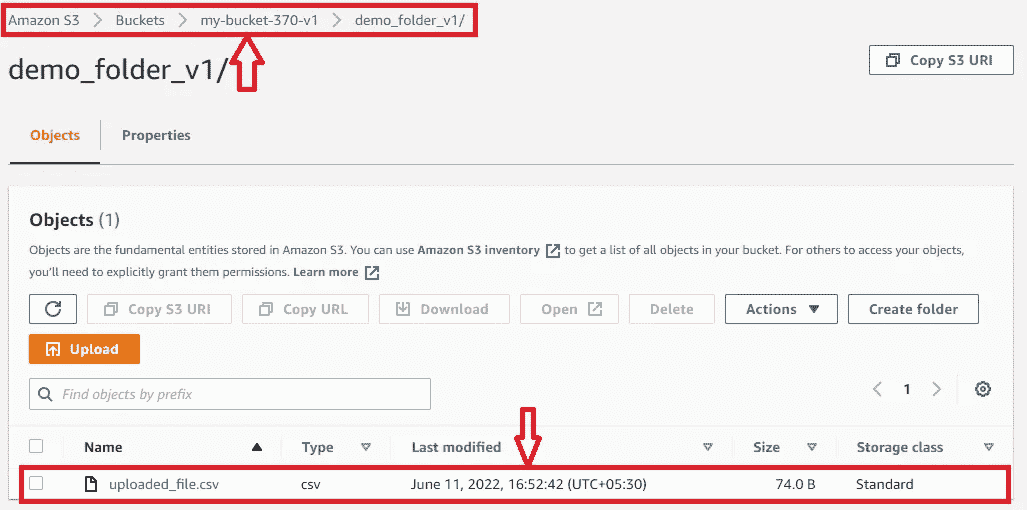 Amazon S3 > Buckets > my-bucket-370-v1 > demo_folder_v1/
demo_folder_v1/
Copy S3 URI
Objects Properties
Objects (1)
Objects are the fundamental entities stored in Amazon S3. You can use Amazon S3 inventory to get a list of all objects in your bucket. For others to access your objects,
you'll need to explicitly grant them permissions. Learn more
Copy S3 URI Copy URL Download Open Delete Actions Create folder
Upload
Find objects by prefix
1
Name Type Last modified Size Storage class
uploaded_file.csv csv June 11, 2022, 16:52:42 (UTC+05:30) 74.0 B Standard